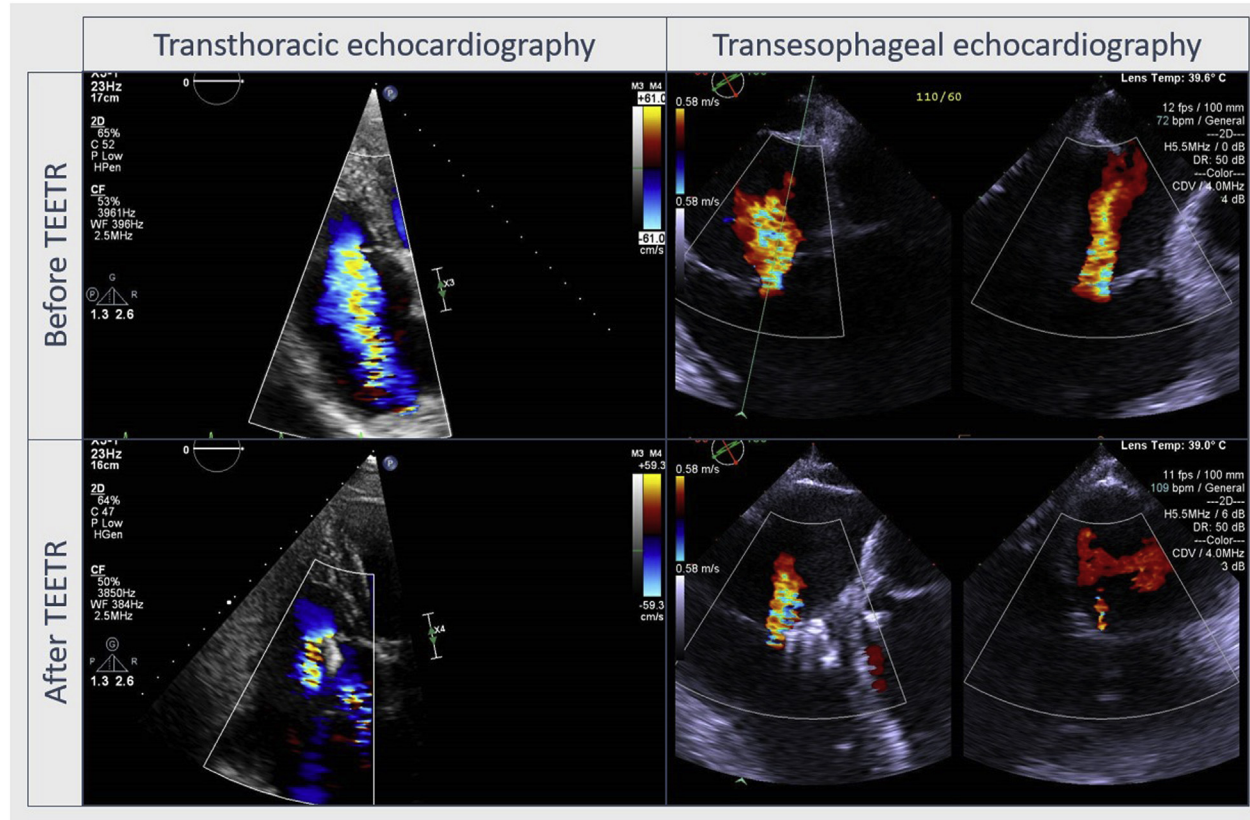 Transthoracic echocardiography
Transesophageal echocardiography
Before TEETR
23Hz
17cm
0
2D
65%
C 52
P Low
HPen
CF
53%
3961Hz
WF 396Hz
2.5MHz
G
P R
1.3 2.6
P
M3 M4
+61.0
-61.0
cm/s
X3
0.58 m/s
0.58 m/s
110/60
Lens Temp: 39.6° C
12 fps / 100 mm
72 bpm / General
---2D---
H5.5MHz / 0 dB
DR: 50 dB
---Color---
CDV / 4.0MHz
4 dB
After TEETR
23Hz
16cm
0
2D
64%
C 47
P Low
HGen
CF
50%
3850Hz
WF 384Hz
2.5MHz
G
P R
1.3 2.6
P
M3 M4
+59.3
-59.3
cm/s
X4
0.58 m/s
0.58 m/s
Lens Temp: 39.0° C
11 fps / 100 mm
109 bpm / General
---2D---
H5.5MHz / 6 dB
DR: 50 dB
---Color---
CDV / 4.0MHz
3 dB